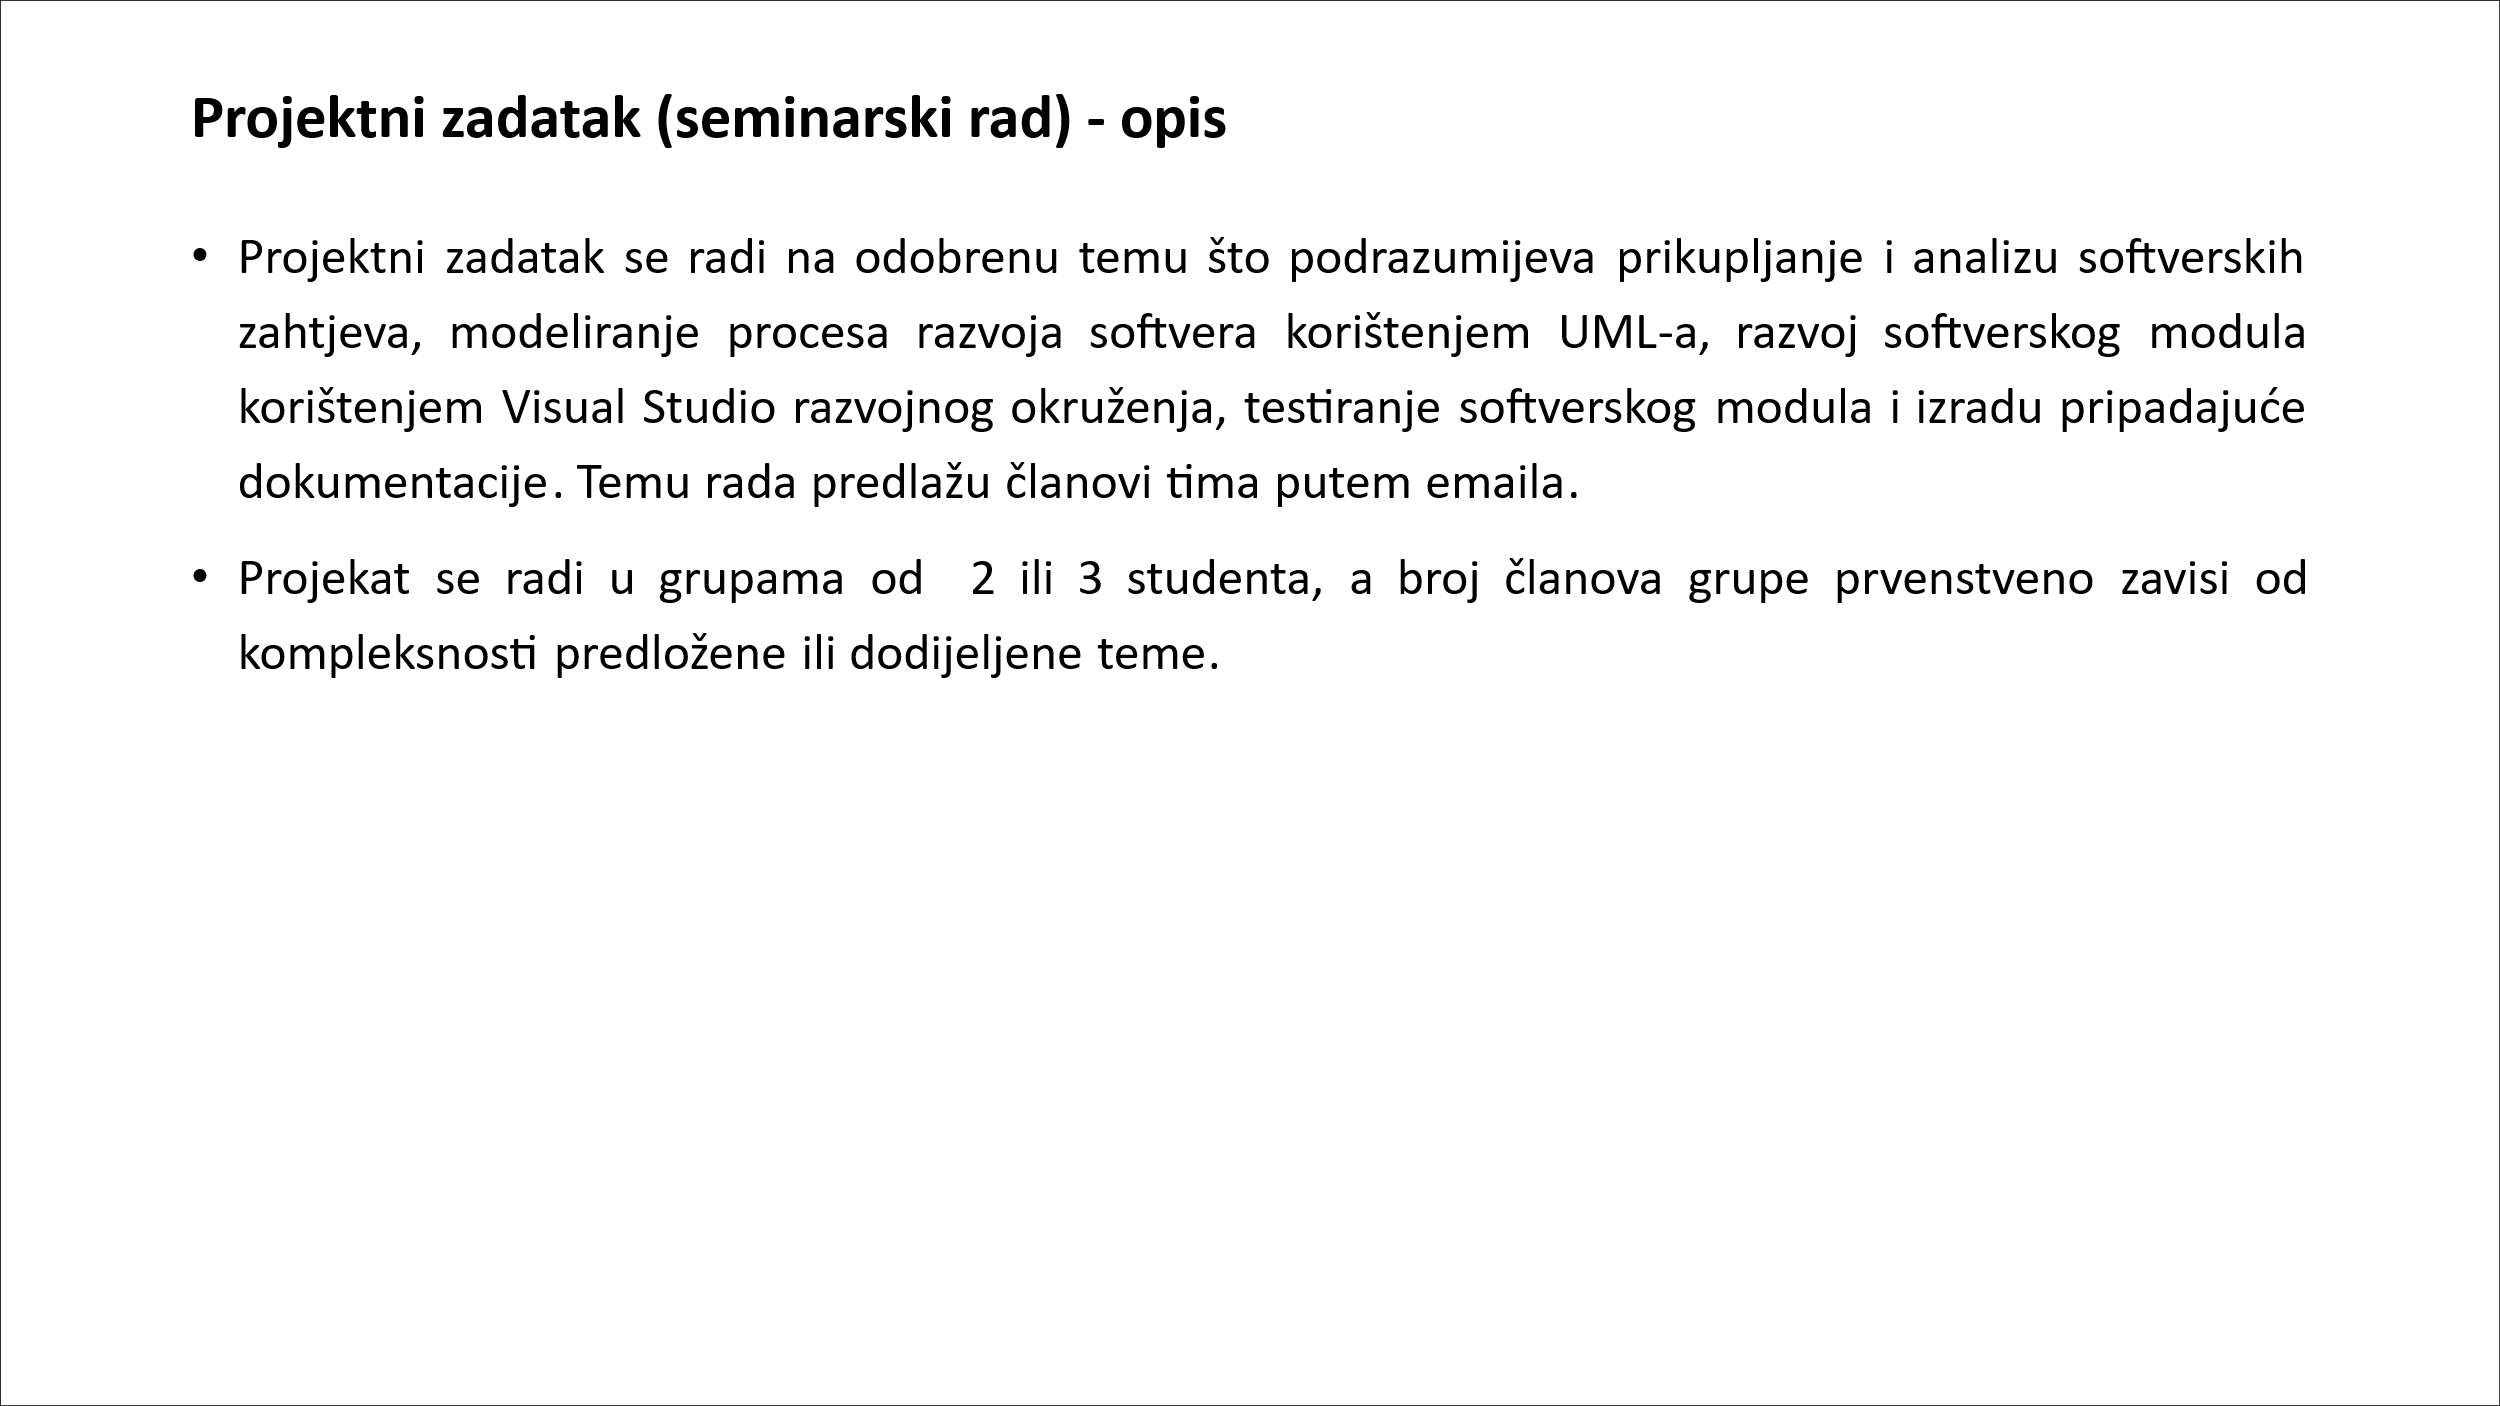 Projektni zadatak (seminarski rad) - opis
• Projektni zadatak se radi na odobrenu temu što podrazumijeva prikupljanje i analizu softverskih
zahtjeva, modeliranje procesa razvoja softvera korištenjem UML-a, razvoj softverskog modula
korištenjem Visual Studio razvojnog okruženja, testiranje softverskog modula i izradu pripadajuće
dokumentacije. Temu rada predlažu članovi tima putem emaila.
• Projekat se radi u grupama od  2 ili 3 studenta, a broj članova grupe prvenstveno zavisi od
kompleksnosti predložene ili dodijeljene teme.